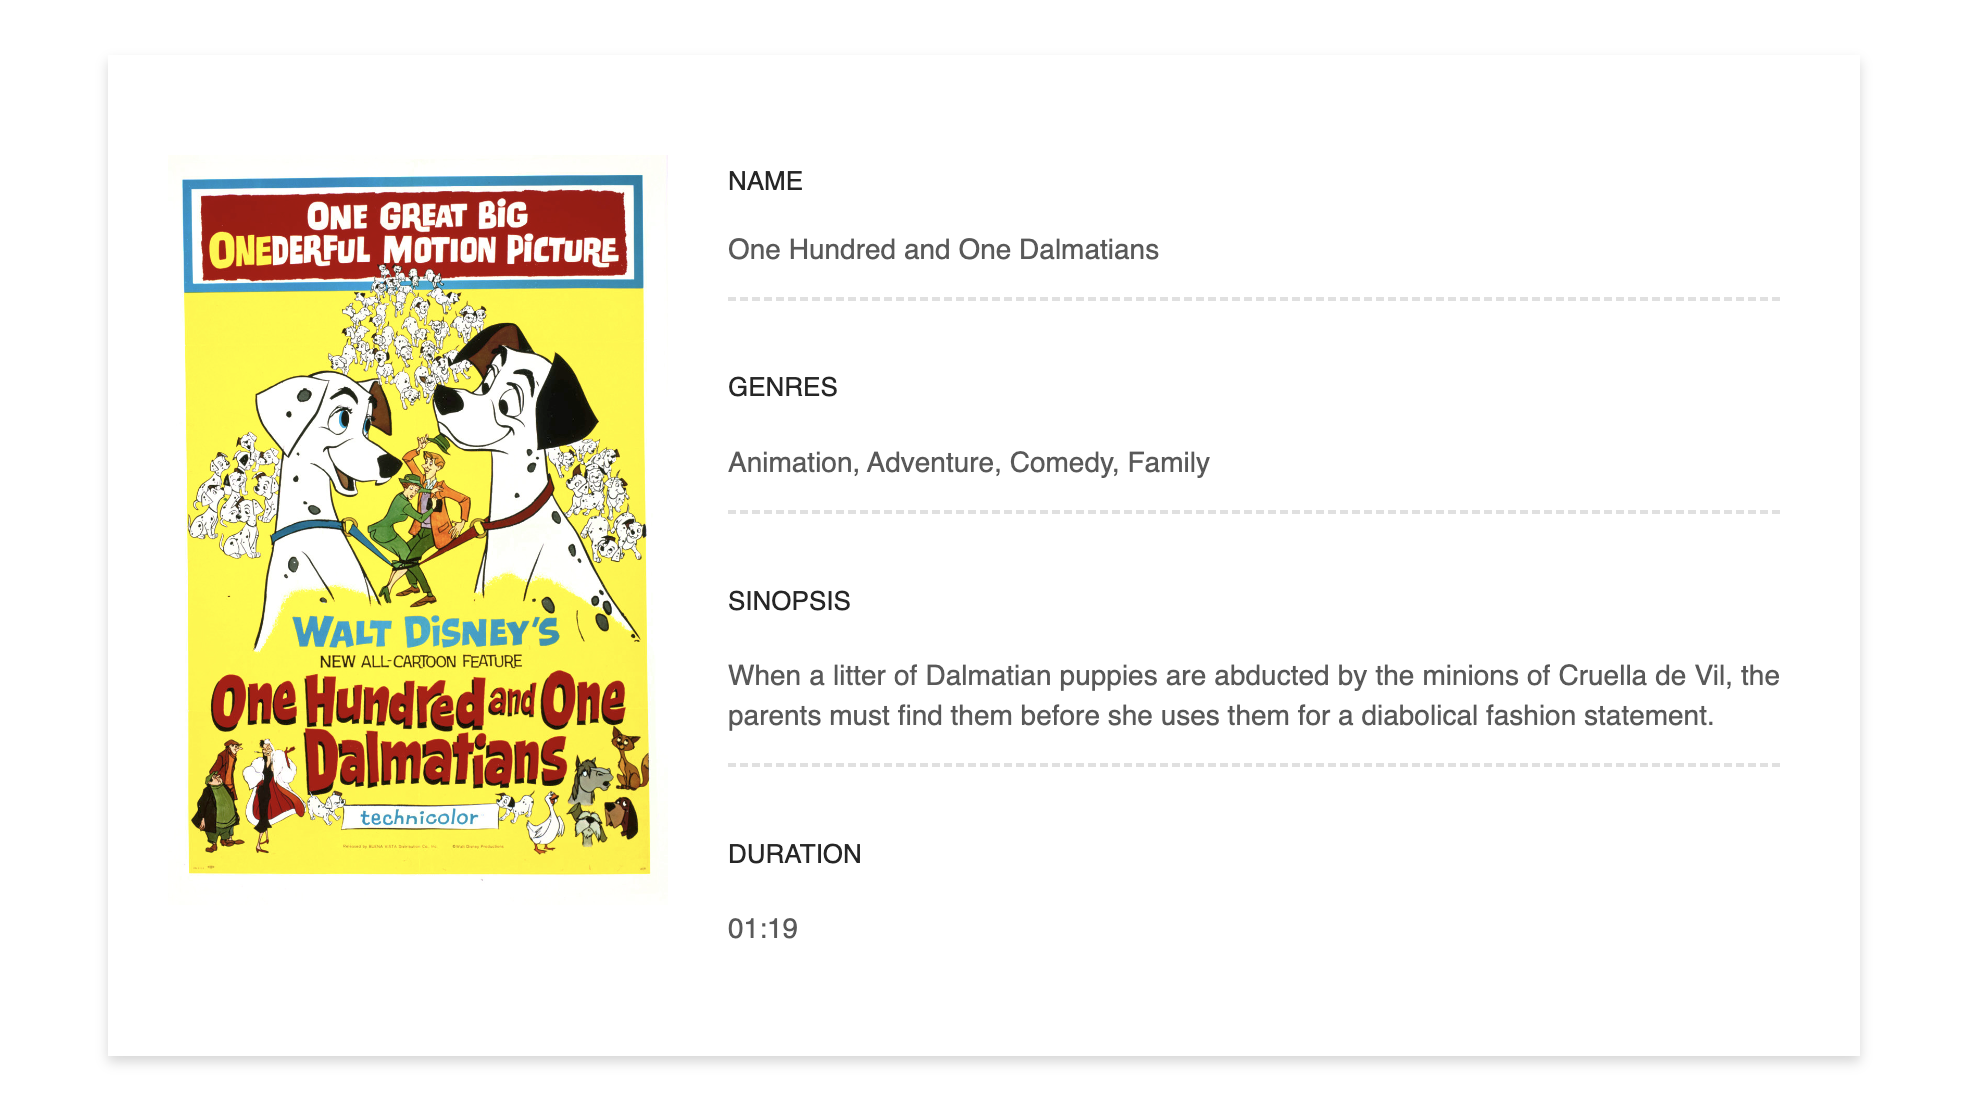 ONE GREAT BIG
ONEDERFUL MOTION PICTURE
WALT DISNEY'S
NEW ALL-CARTOON FEATURE
One Hundred and One
Dalmatians
technicolor
NAME
One Hundred and One Dalmatians
GENRES
Animation, Adventure, Comedy, Family
SINOPSIS
When a litter of Dalmatian puppies are abducted by the minions of Cruella de Vil, the
parents must find them before she uses them for a diabolical fashion statement.
DURATION
01:19